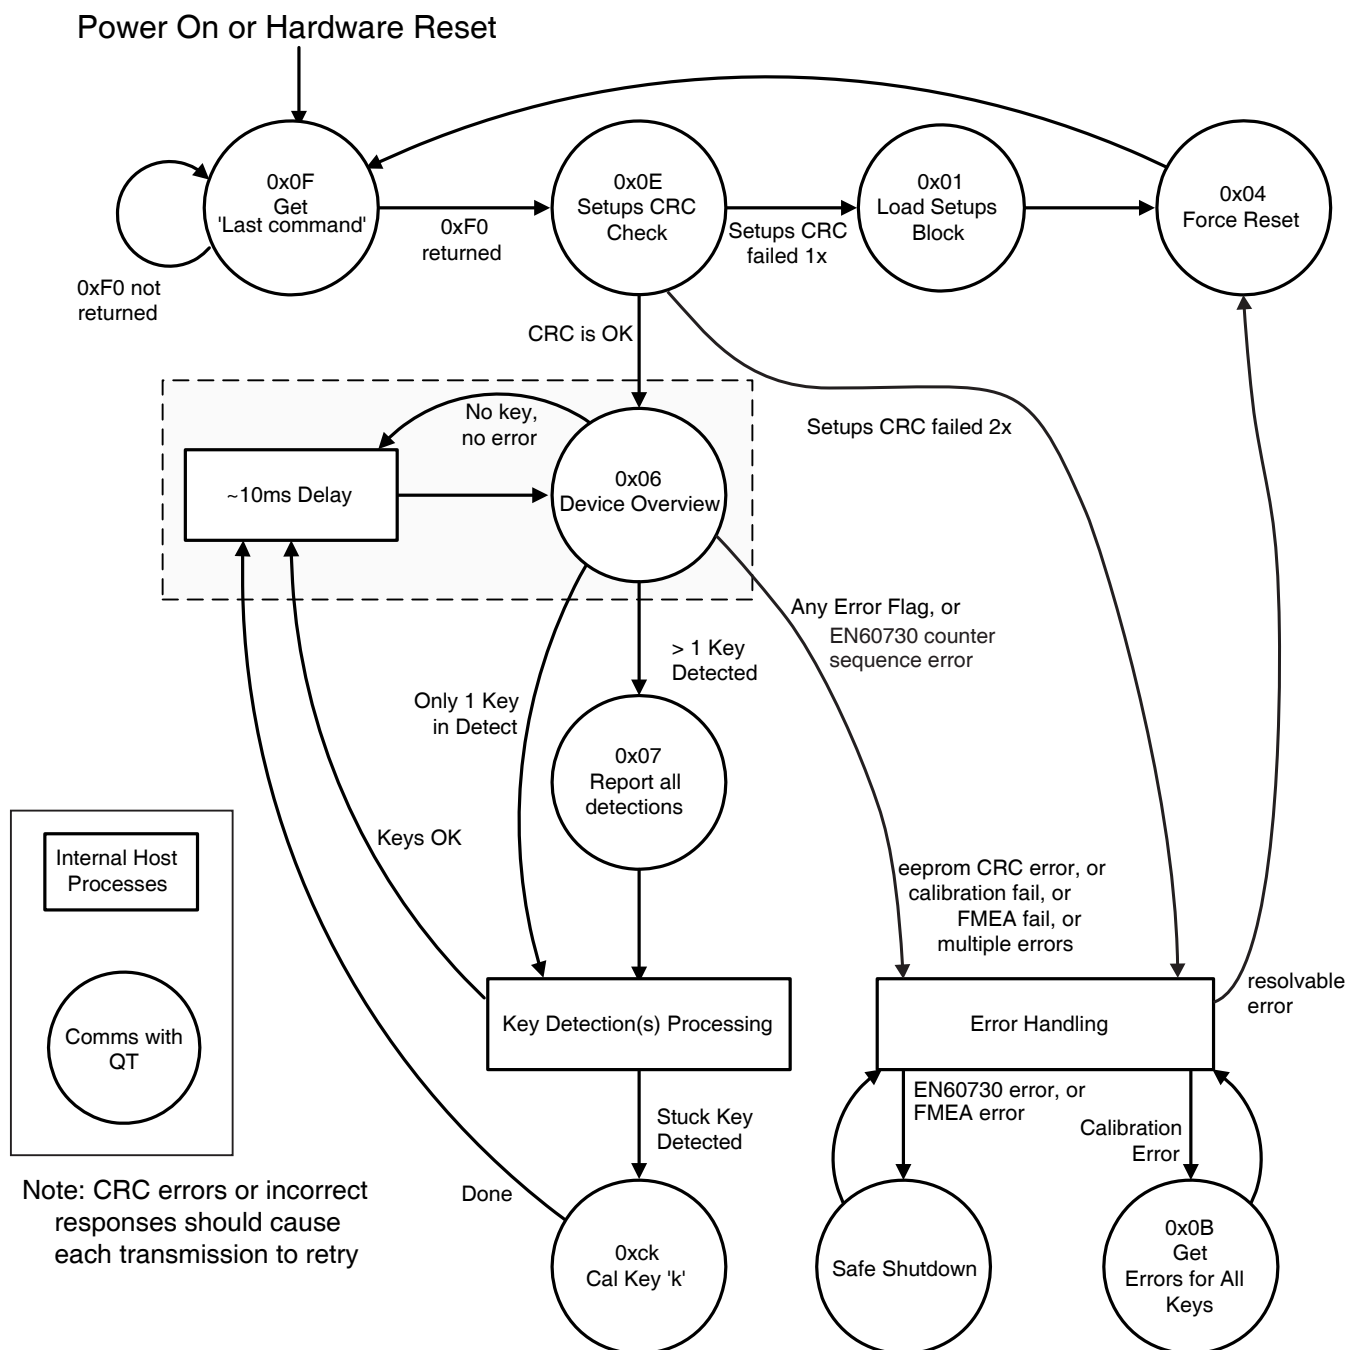 Power On or Hardware Reset
0x0F
Get
'Last command'
0xF0 not
returned
0xF0
returned
0x0E
Setups CRC
Check
Setups CRC
failed 1x
0x01
Load Setups
Block
0x04
Force Reset
CRC is OK
No key,
no error
~10ms Delay
0x06
Device Overview
Setups CRC failed 2x
Any Error Flag, or
EN60730 counter
sequence error
> 1 Key
Detected
Only 1 Key
in Detect
0x07
Report all
detections
Keys OK
eeprom CRC error, or
calibration fail, or
FMEA fail, or
multiple errors
Internal Host
Processes
Comms with
QT
Key Detection(s) Processing
Error Handling
resolvable
error
Stuck Key
Detected
EN60730 error, or
FMEA error
Calibration
Error
Note: CRC errors or incorrect
responses should cause
each transmission to retry
Done
0xck
Cal Key 'k'
Safe Shutdown
0x0B
Get
Errors for All
Keys